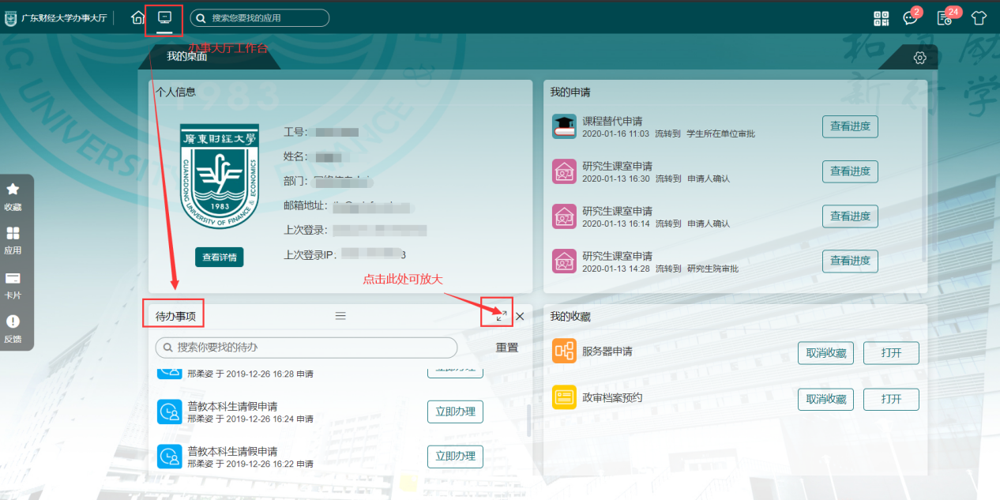 广东财经大学办事大厅
搜索您要找的应用
2
24
办事大厅工作台
我的桌面
个人信息
983
廣東财经大学
GUANGDONG UNIVERSITY OF FINANCE & ECONOMICS
1983
工号：
姓名：
部门：
邮箱地址：
上次登录：
上次登录IP： 3
查看详情
点击此处可放大
我的申请
课程替代申请
2020-01-16 11:03 流转到 学生所在单位审批
查看进度
研究生课室申请
2020-01-13 16:30 流转到 申请人确认
查看进度
研究生课室申请
2020-01-13 16:14 流转到 申请人确认
查看进度
研究生课室申请
2020-01-13 14:28 流转到 研究生院审批
查看进度
收藏
应用
卡片
反馈
待办事项
搜索你要找的待办
重置
邢柔姿 于 2019-12-26 16:28 申请
立即办理
普教本科生请假申请
邢柔姿 于 2019-12-26 16:24 申请
立即办理
普教本科生请假申请
邢柔姿 于 2019-12-26 16:22 申请
立即办理
我的收藏
服务器申请
取消收藏
打开
政审档案预约
取消收藏
打开